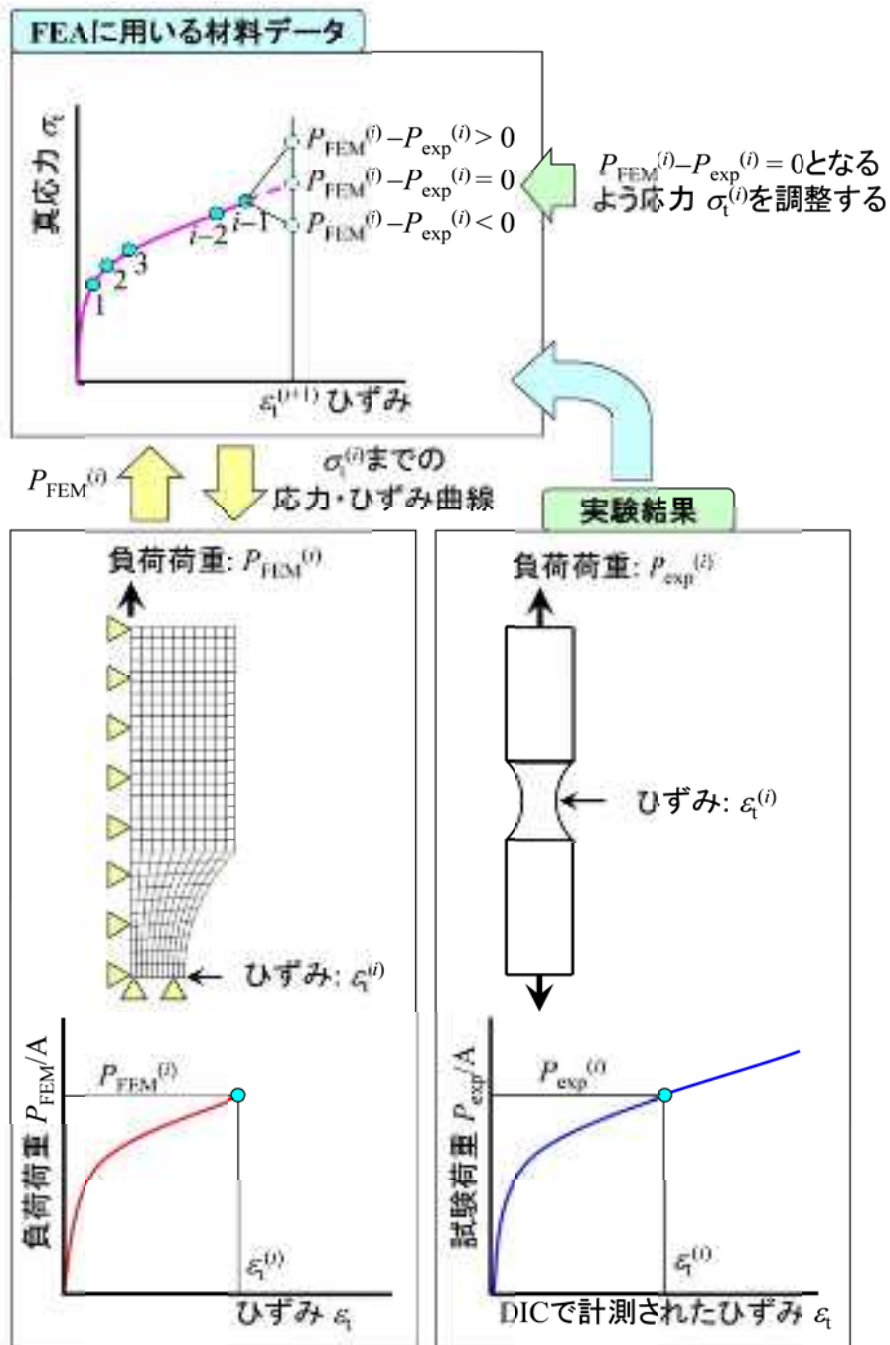 FEAに用いる材料データ
真応力 σt
PFEM(i)−Pexp(i) > 0
PFEM(i)−Pexp(i) = 0
PFEM(i)−Pexp(i) < 0
i−2
i−1
3
2
1
εt(i+1) ひずみ
PFEM(i)−Pexp(i) = 0となる
よう応力 σt(i)を調整する
PFEM(i)
σt(i)までの
応力・ひずみ曲線
実験結果
負荷荷重: PFEM(i)
ひずみ: εt(i)
負荷荷重 PFEM/A
PFEM(i)
εt(i)
ひずみ εt
負荷荷重: Pexp(i)
ひずみ: εt(i)
試験荷重 Pexp/A
Pexp(i)
εt(i)
DICで計測されたひずみ εt